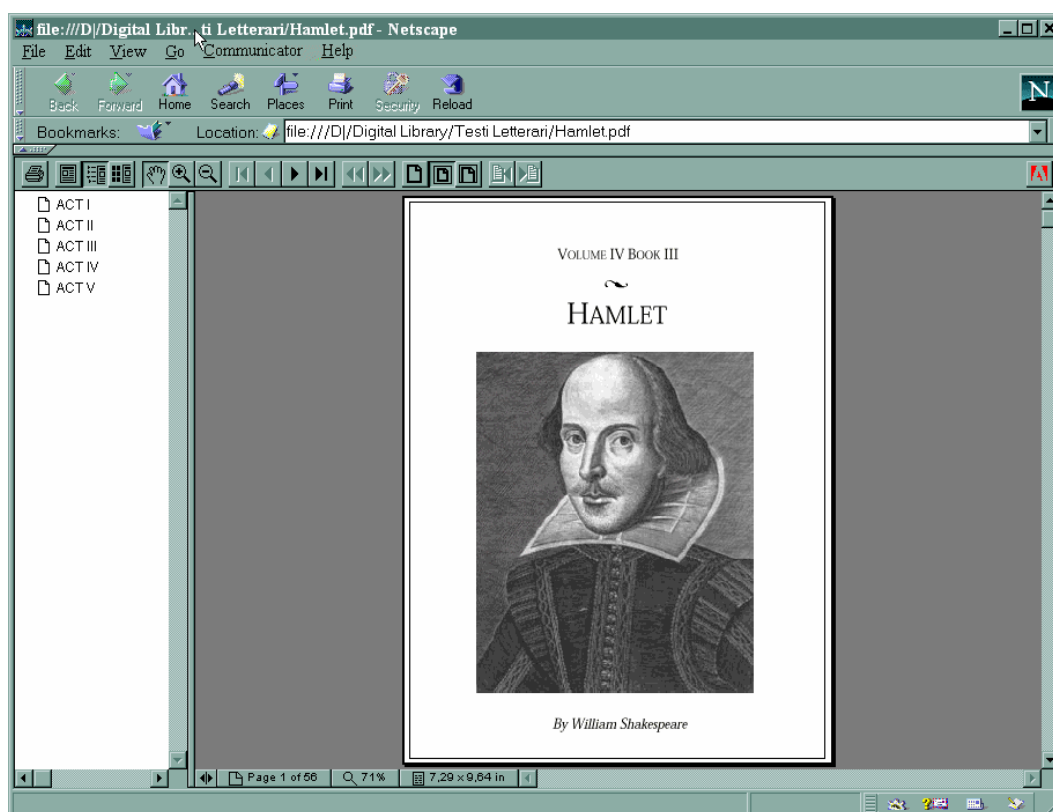 file:///D|/Digital Libr...ti Letterari/Hamlet.pdf - Netscape
File Edit View Go Communicator Help
Back Forward Home Search Places Print Security Reload
N
Bookmarks: Location: file:///D|/Digital Library/Testi Letterari/Hamlet.pdf
ACT I
ACT II
ACT III
ACT IV
ACT V
VOLUME IV BOOK III
HAMLET
By William Shakespeare
Page 1 of 56 71% 7,29 x 9,64 in